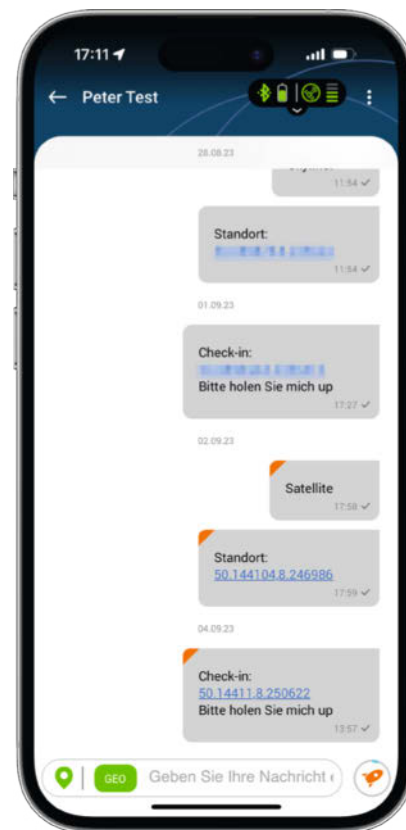 17:11
Peter Test
28.08.23
11:54
Standort:
11:54
01.09.23
Check-in:
Bitte holen Sie mich up
17:27
02.09.23
Satellite
17:58
Standort:
50.144104,8.246986
17:59
04.09.23
Check-in:
50.14411,8.250622
Bitte holen Sie mich up
13:57
GEO
Geben Sie Ihre Nachricht